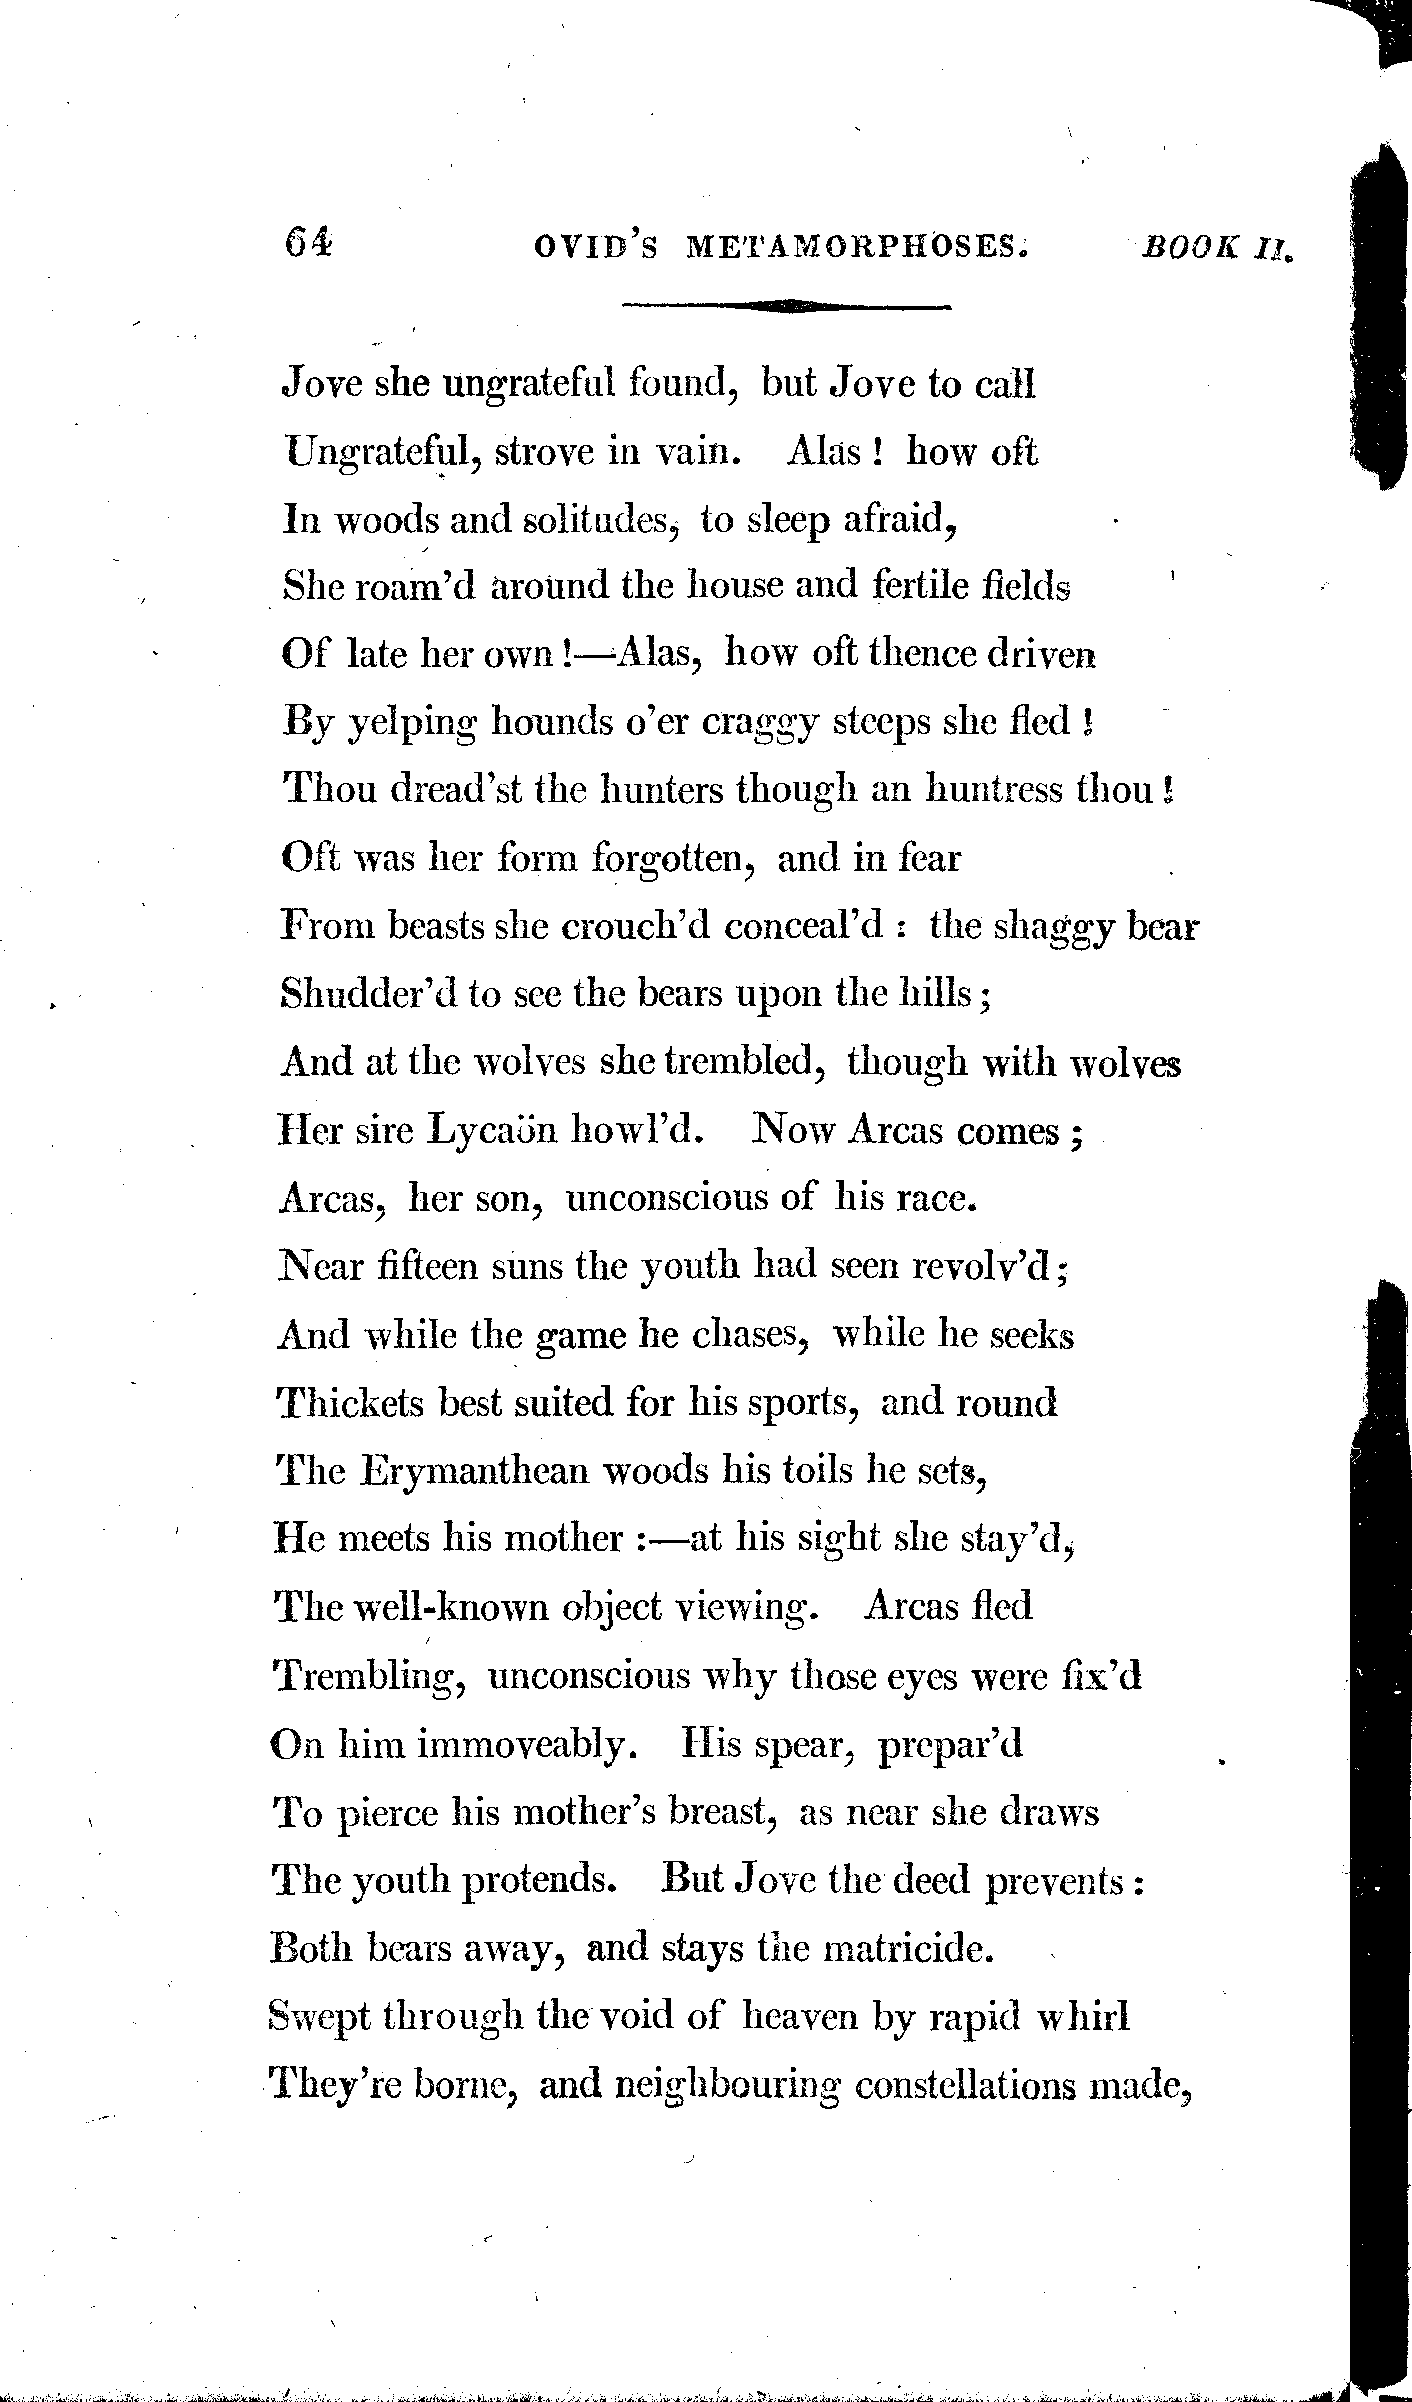 64 OVID'S METAMORPHOSES. BOOK II.
Jove she ungrateful found, but Jove to call
Ungrateful, strove in vain. Alas! how oft
In woods and solitudes, to sleep afraid,
She roam'd around the house and fertile fields
Of late her own!—Alas, how oft thence driven
By yelping hounds o'er craggy steeps she fled!
Thou dread'st the hunters though an huntress thou!
Oft was her form forgotten, and in fear
From beasts she crouch'd conceal'd: the shaggy bear
Shudder'd to see the bears upon the hills;
And at the wolves she trembled, though with wolves
Her sire Lycaön howl'd. Now Arcas comes;
Arcas, her son, unconscious of his race.
Near fifteen suns the youth had seen revolv'd;
And while the game he chases, while he seeks
Thickets best suited for his sports, and round
The Erymanthean woods his toils he sets,
He meets his mother:—at his sight she stay'd,
The well-known object viewing. Arcas fled
Trembling, unconscious why those eyes were fix'd
On him immoveably. His spear, prepar'd
To pierce his mother's breast, as near she draws
The youth protends. But Jove the deed prevents:
Both bears away, and stays the matricide.
Swept through the void of heaven by rapid whirl
They're borne, and neighbouring constellations made,